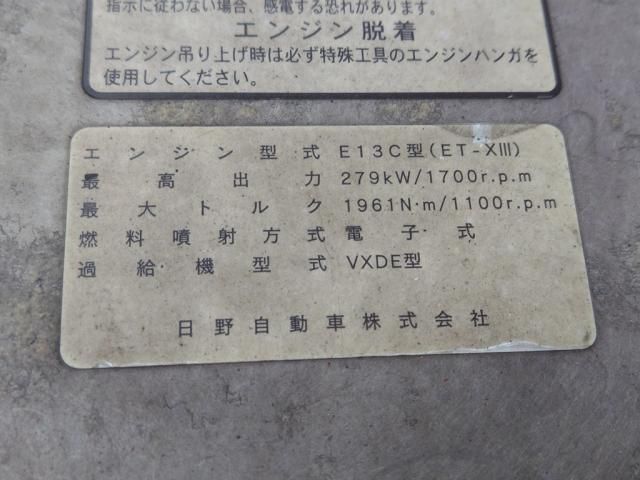 指示に従わない場合、感電する恐れがあります。
エンジン脱着
エンジン吊り上げ時は必ず特殊工具のエンジンハンガを
使用してください。
エンジン型式 E13C型(ET-XIII)
最高出力 279kW/1700r.p.m
最大トルク 1961N·m/1100r.p.m
燃料噴射方式 電子式
過給機型式 VXDE型
日野自動車株式会社